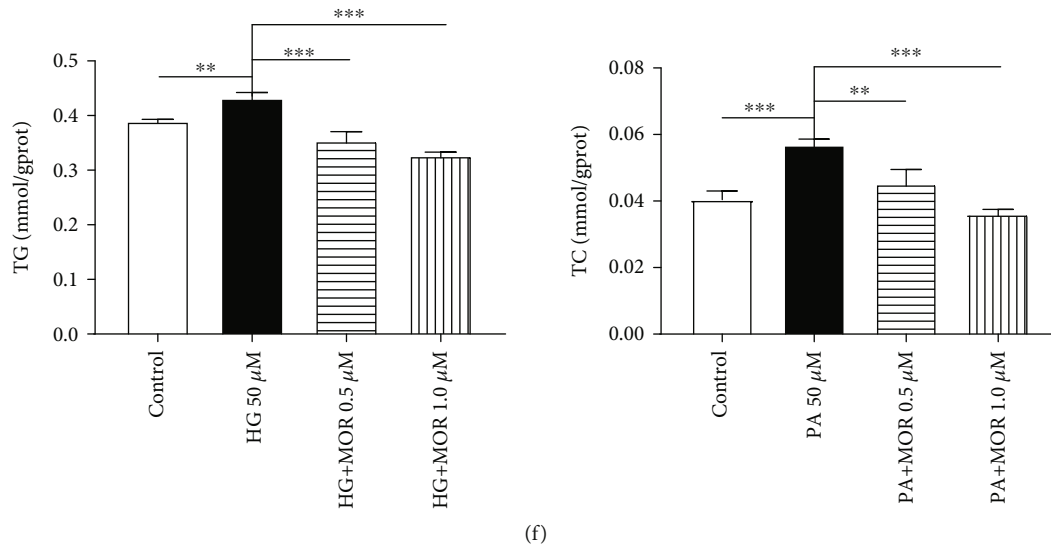 *** ***
*** ***
** **
***
0.5
0.4
0.3
0.2
0.1
0.0
TG (mmol/gprot)
Control
HG 50 μM
HG+MOR 0.5 μM
HG+MOR 1.0 μM
0.08
0.06
0.04
0.02
0.00
TC (mmol/gprot)
Control
PA 50 μM
PA+MOR 0.5 μM
PA+MOR 1.0 μM
(f)